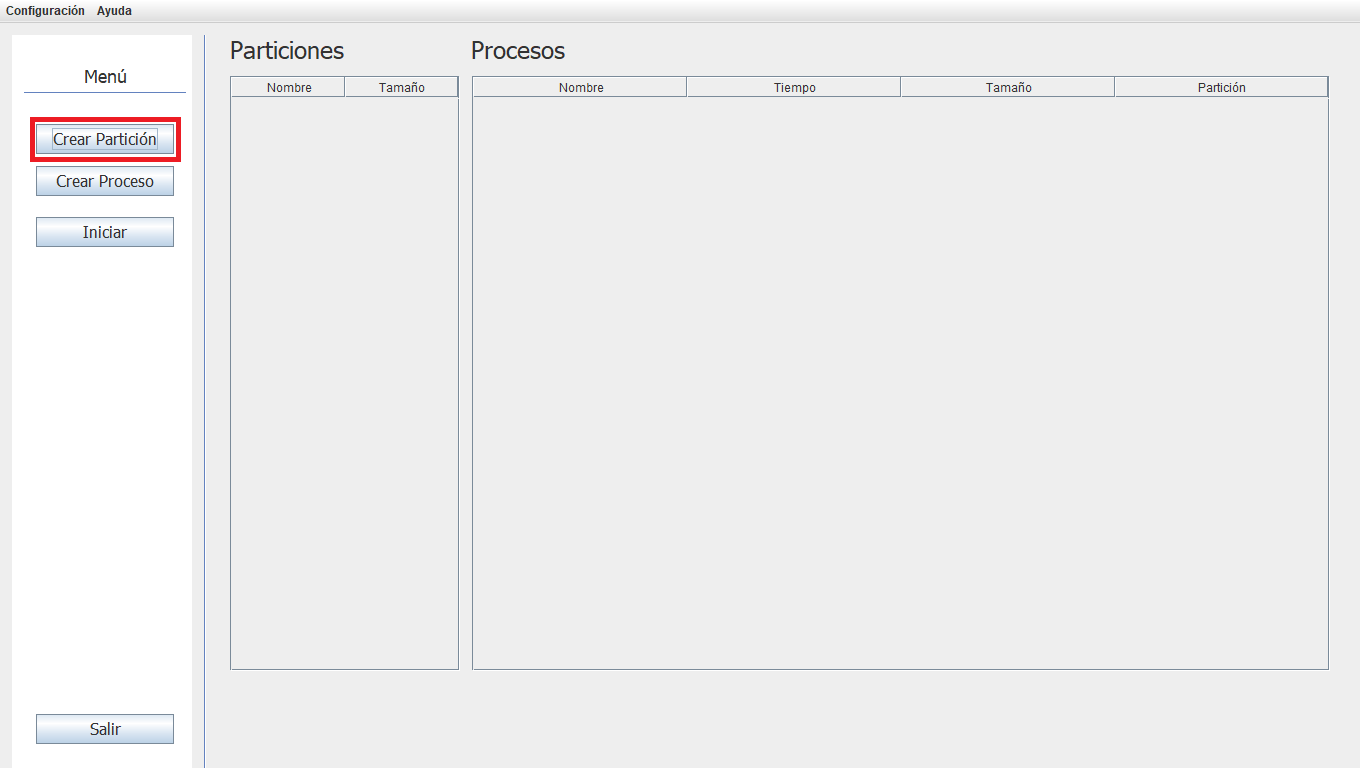 Configuración Ayuda
Menú
Crear Partición
Crear Proceso
Iniciar
Salir
Particiones
Nombre Tamaño
Procesos
Nombre Tiempo Tamaño Partición